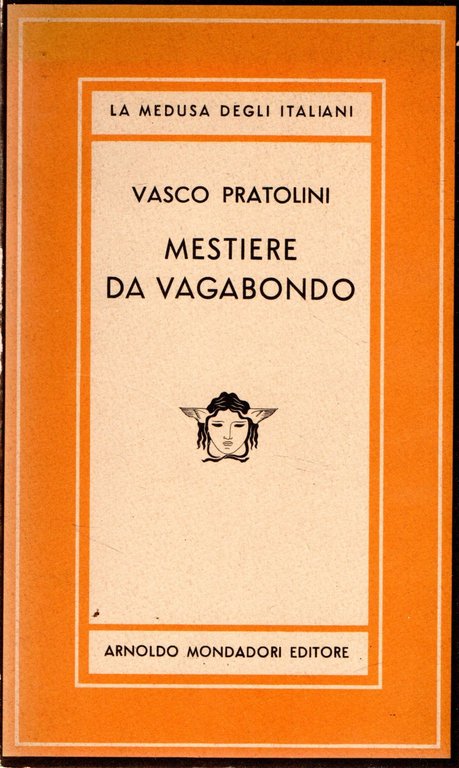 LA MEDUSA DEGLI ITALIANI
VASCO PRATOLINI
MESTIERE
DA VAGABONDO
ARNOLDO MONDADORI EDITORE